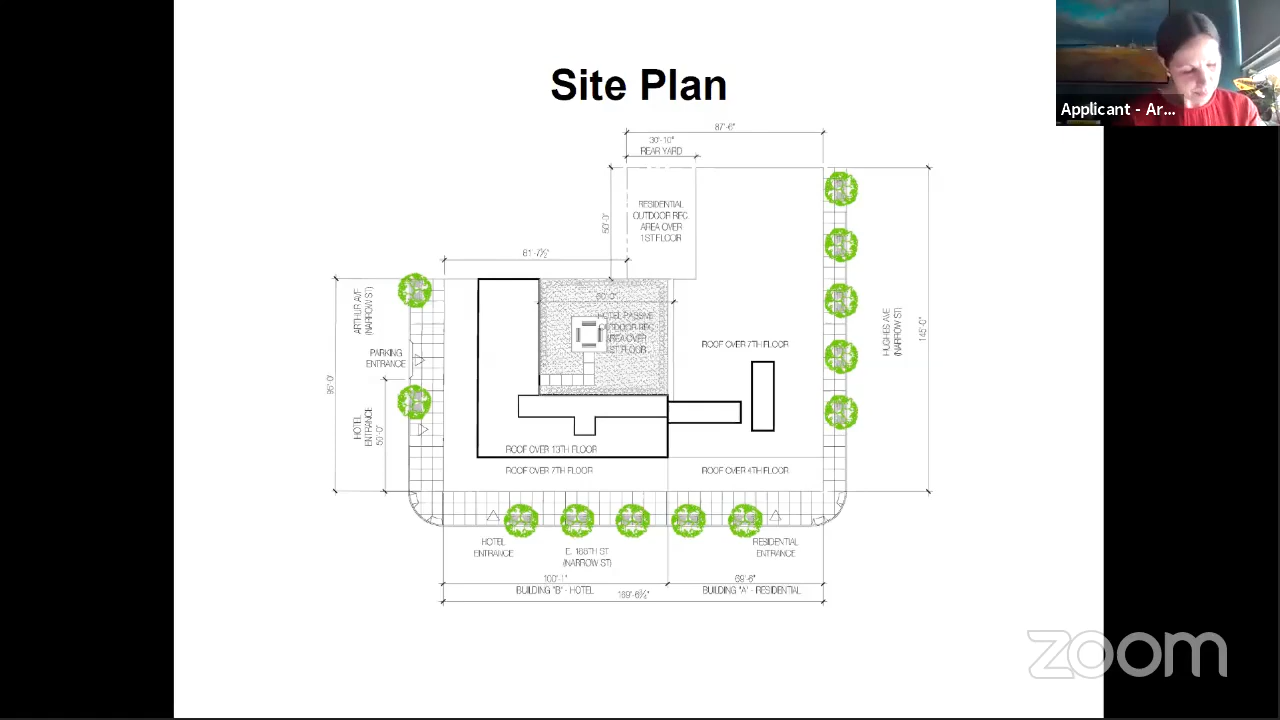 Site Plan
Applicant - Ar...
87'-6"
30'-10"
REAR YARD
RESIDENTIAL
OUTDOOR REC.
AREA OVER
1ST FLOOR
50'-0"
61'-7½"
60'-0"
HOTEL PASSIVE
OUTDOOR REC
AREA OVER
1ST FLOOR
ARTHUR AVE
(NARROW ST)
PARKING
ENTRANCE
95'-0"
HOTEL
ENTRANCE
50'-0"
ROOF OVER 7TH FLOOR
HUGHES AVE
(NARROW ST)
145'-0"
ROOF OVER 13TH FLOOR
ROOF OVER 7TH FLOOR
ROOF OVER 4TH FLOOR
HOTEL
ENTRANCE
(NARROW ST)
RESIDENTIAL
ENTRANCE
100'-1"
69'-6"
BUILDING "B" - HOTEL
BUILDING "A" - RESIDENTIAL
zoom